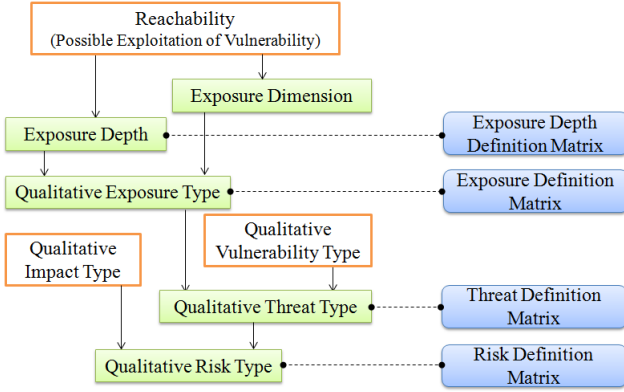 Reachability
(Possible Exploitation of Vulnerability)
Exposure Dimension
Exposure Depth
Exposure Depth
Definition Matrix
Qualitative Exposure Type
Exposure Definition
Matrix
Qualitative
Impact Type
Qualitative
Vulnerability Type
Qualitative Threat Type
Threat Definition
Matrix
Qualitative Risk Type
Risk Definition
Matrix